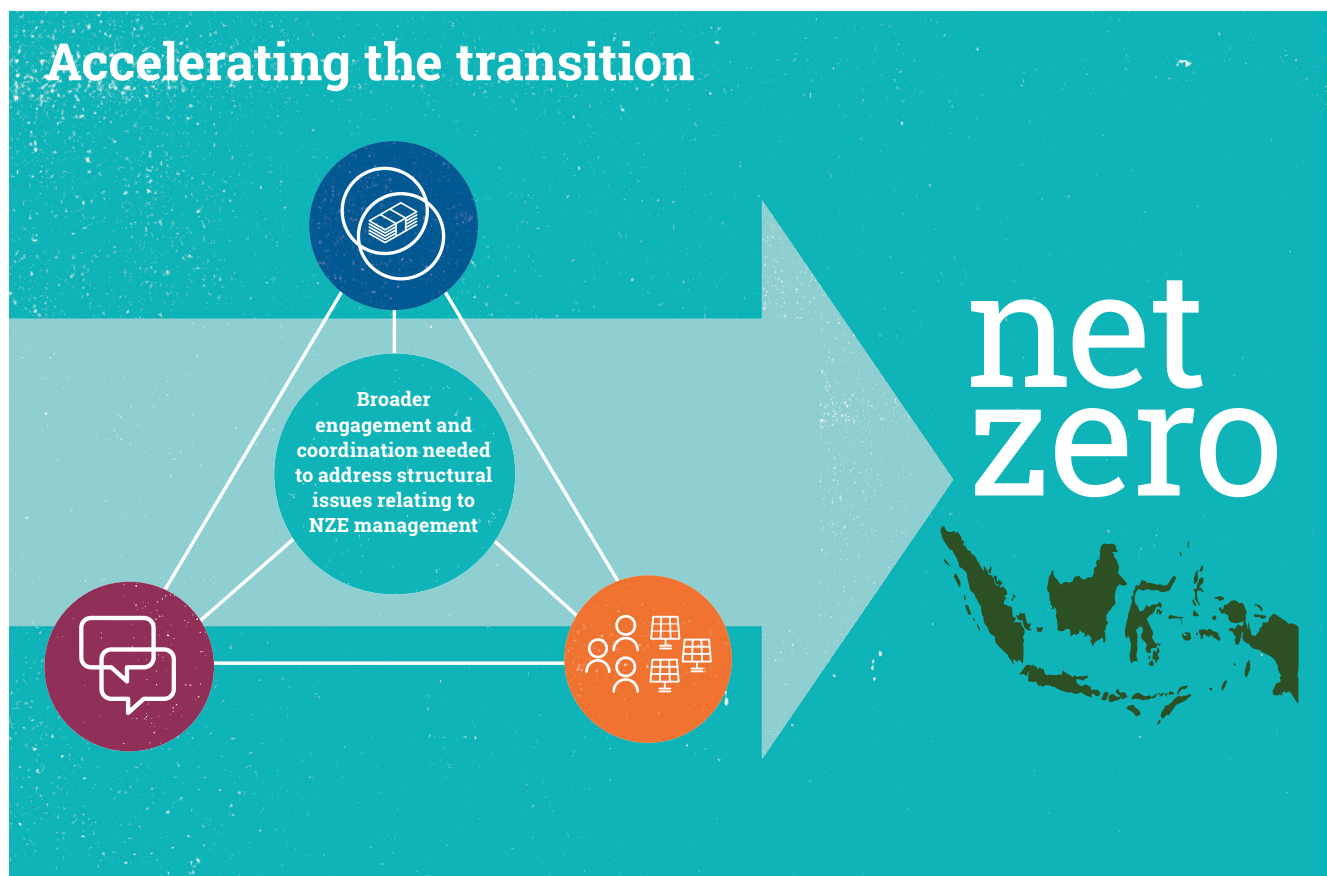 Accelerating the transition
Broader
engagement and
coordination needed
to address structural
issues relating to
NZE management
net
zero